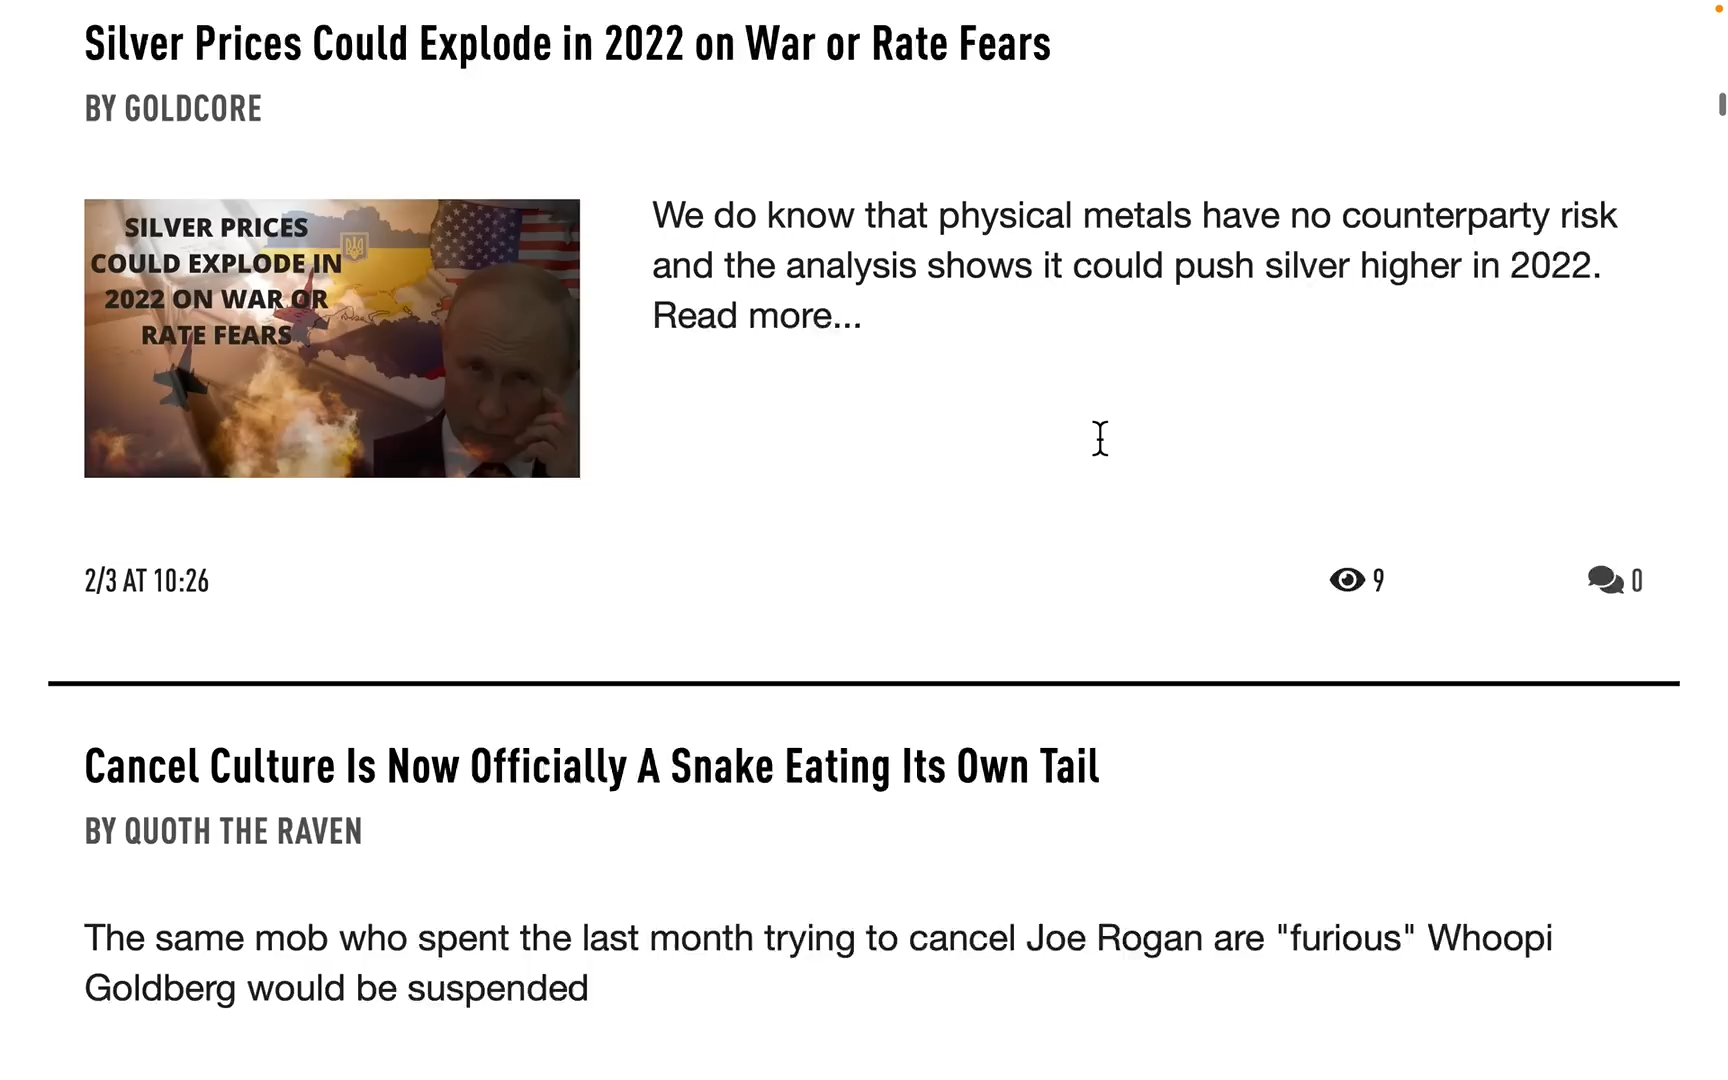 Silver Prices Could Explode in 2022 on War or Rate Fears
BY GOLDCORE
SILVER PRICES
COULD EXPLODE IN
2022 ON WAR OR
RATE FEARS
We do know that physical metals have no counterparty risk
and the analysis shows it could push silver higher in 2022.
Read more...
2/3 AT 10:26
9
0
Cancel Culture Is Now Officially A Snake Eating Its Own Tail
BY QUOTH THE RAVEN
The same mob who spent the last month trying to cancel Joe Rogan are "furious" Whoopi
Goldberg would be suspended